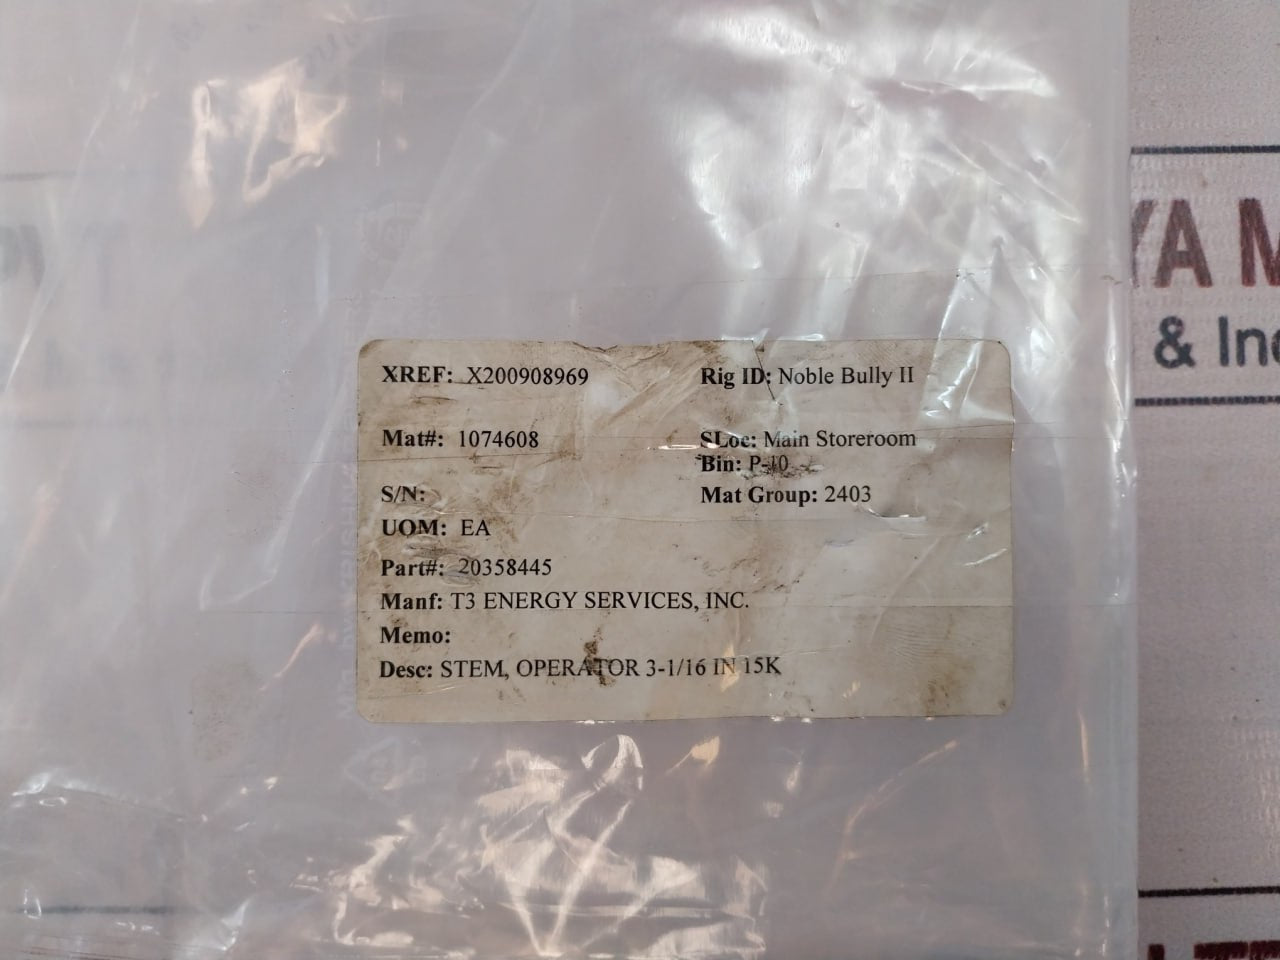 XREF: X200908969 Rig ID: Noble Bully II
Mat#: 1074608 SLoc: Main Storeroom
Bin: P-10
S/N: Mat Group: 2403
UOM: EA
Part#: 20358445
Manf: T3 ENERGY SERVICES, INC.
Memo:
Desc: STEM, OPERATOR 3-1/16 IN 15K
YA M
& Ind